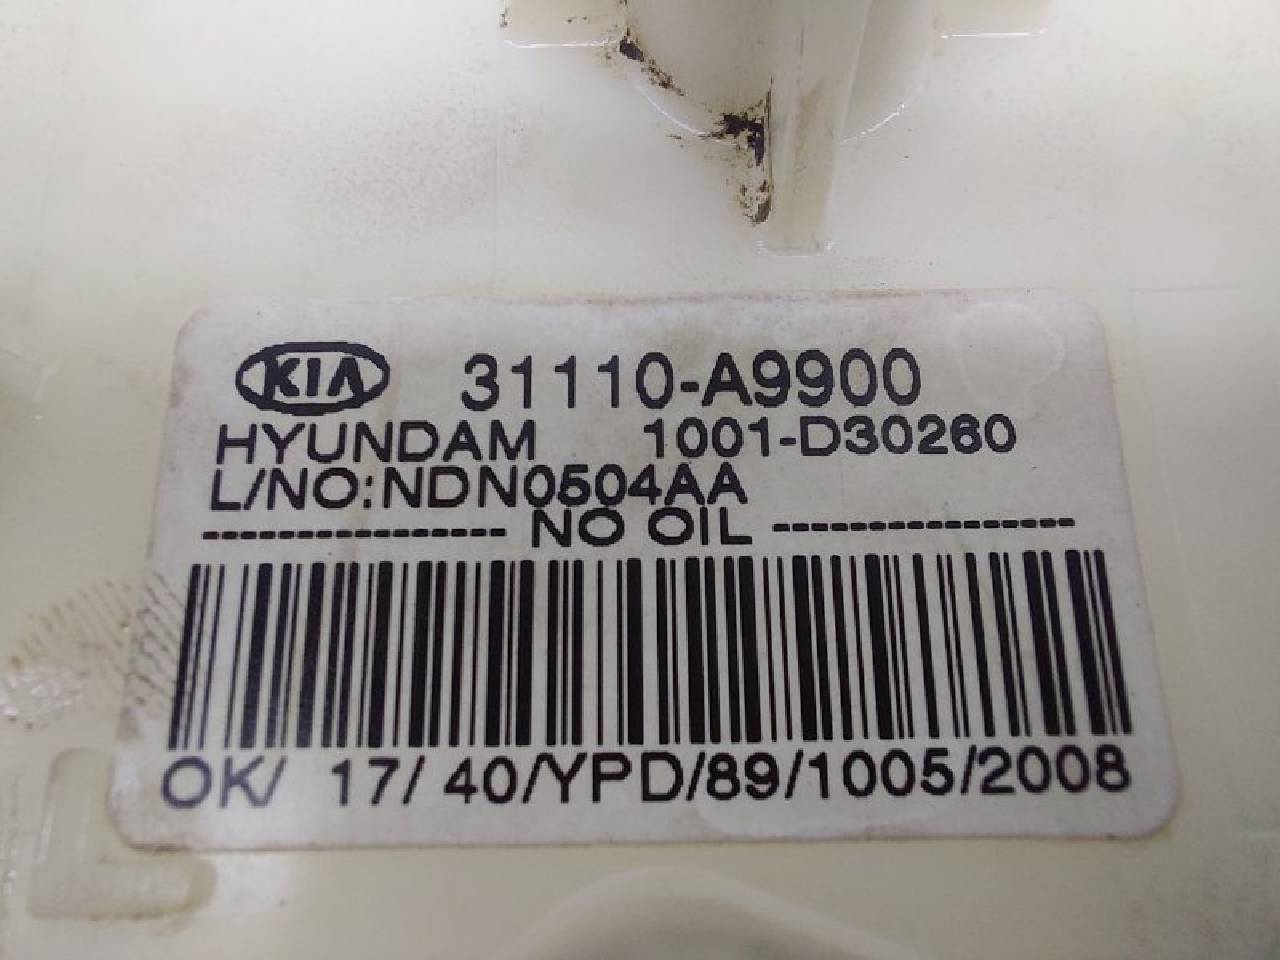 KIA 31110-A9900
HYUNDAM 1001-D30260
L/NO:NDN0504AA
---------------- NO OIL ----------------
OK/ 17/ 40/YPD/89/1005/2008